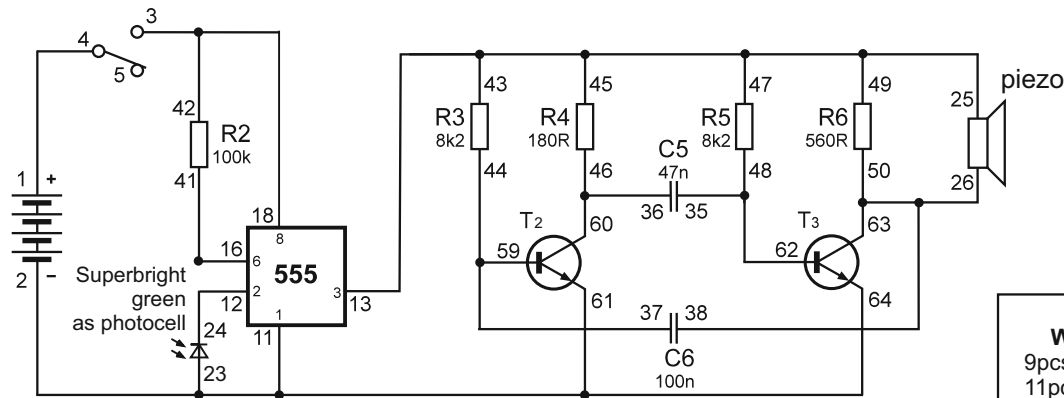 3
4
5
42
R2
100k
41
1 +
2 −
18
8
16
6
555
2
12
3
13
1
11
Superbright
green
as photocell
24
23
43
R3
8k2
44
45
R4
180R
46
C5
47n
36 35
47
R5
8k2
48
49
R6
560R
50
piezo
25
26
T2
59
60
61
T3
62
63
64
37 38
C6
100n
9pcs
11pc